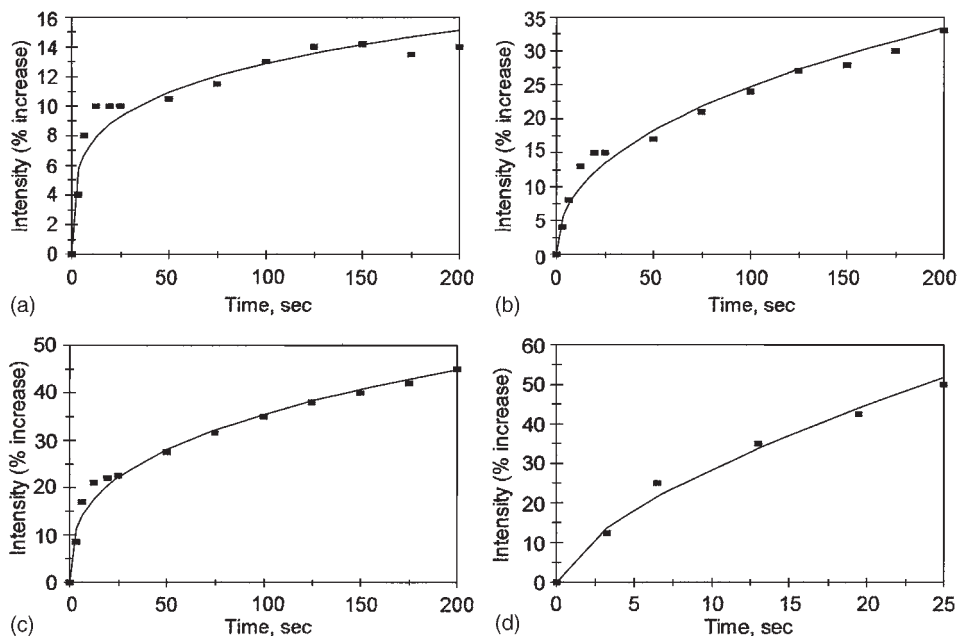 (a)
Intensity (% increase)
16
14
12
10
8
6
4
2
0
0 50 100 150 200
Time, sec
(b)
Intensity (% increase)
35
30
25
20
15
10
5
0
0 50 100 150 200
Time, sec
(c)
Intensity (% increase)
50
40
30
20
10
0
0 50 100 150 200
Time, sec
(d)
Intensity (% increase)
60
50
40
30
20
10
0
0 5 10 15 20 25
Time, sec